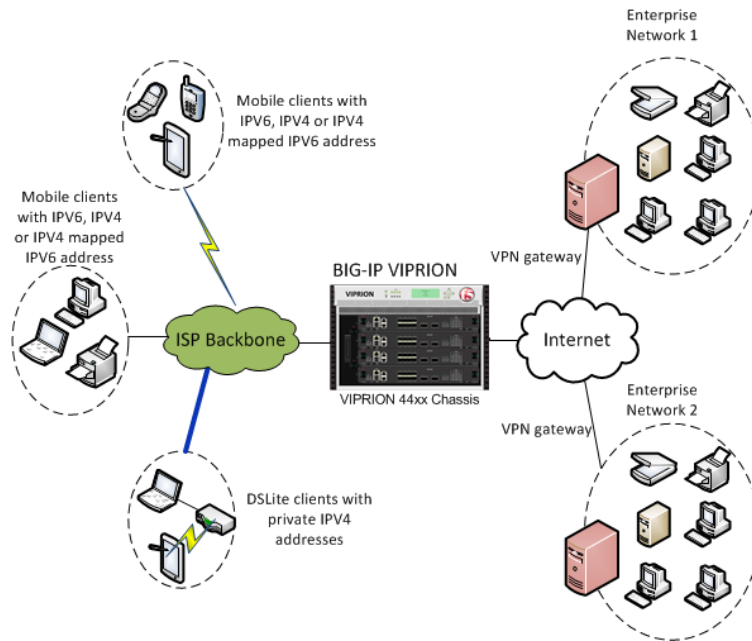 Enterprise
Network 1
Mobile clients with
IPV6, IPV4 or IPV4
mapped IPV6 address
Mobile clients
with IPV6, IPV4
or IPV4 mapped
IPV6 address
VPN gateway
BIG-IP VIPRION
VIPRION
ISP Backbone
Internet
VIPRION 44xx Chassis
Enterprise
Network 2
VPN gateway
DSLite clients with
private IPV4
addresses